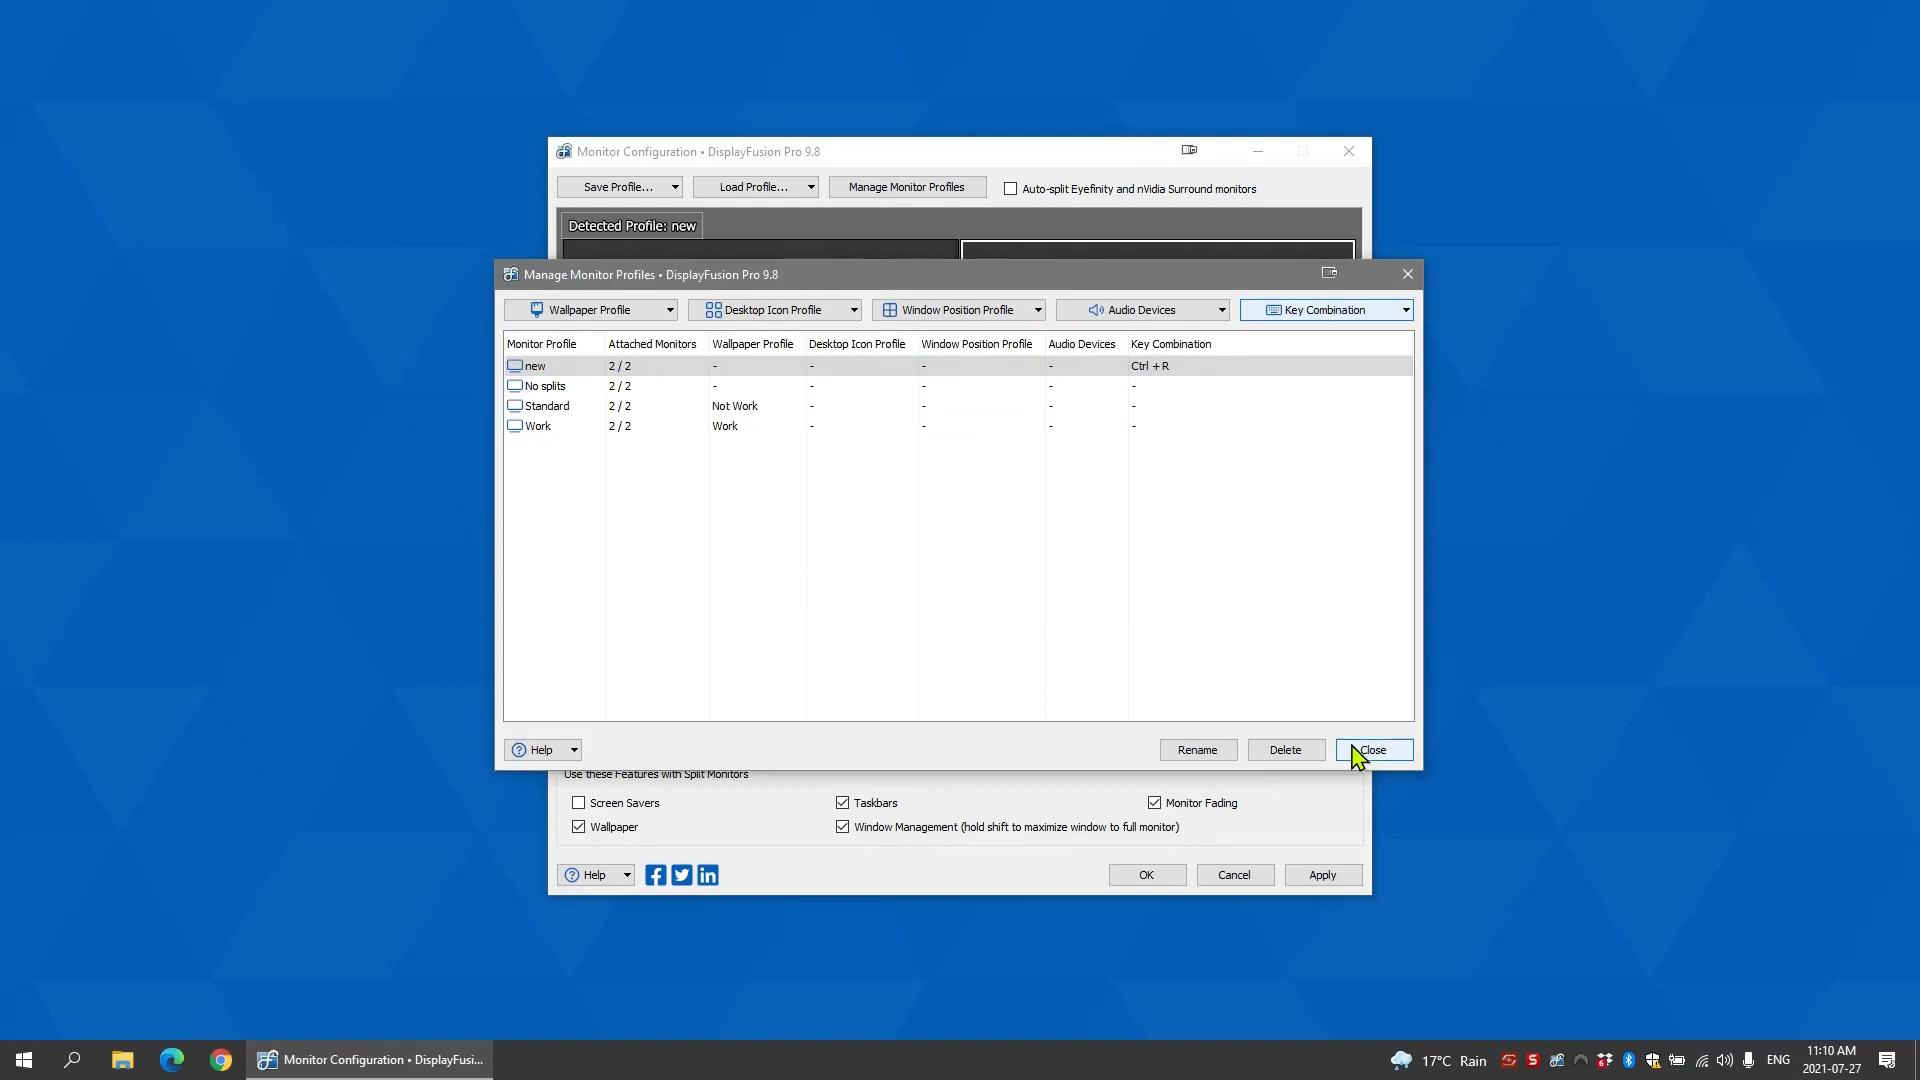 Monitor Configuration • DisplayFusion Pro 9.8
Save Profile... Load Profile... Manage Monitor Profiles Auto-split Eyefinity and nVidia Surround monitors
Detected Profile: new
Manage Monitor Profiles • DisplayFusion Pro 9.8
Wallpaper Profile Desktop Icon Profile Window Position Profile Audio Devices Key Combination
Monitor Profile Attached Monitors Wallpaper Profile Desktop Icon Profile Window Position Profile Audio Devices Key Combination
new 2 / 2 - - - - Ctrl + R
No splits 2 / 2 - - - - -
Standard 2 / 2 Not Work - - - -
Work 2 / 2 Work - - - -
Help Rename Delete Close
Use these Features with Split Monitors
Screen Savers Taskbars Monitor Fading
Wallpaper Window Management (hold shift to maximize window to full monitor)
Help OK Cancel Apply
Monitor Configuration • DisplayFusi... 17°C Rain ENG 11:10 AM
2021-07-27